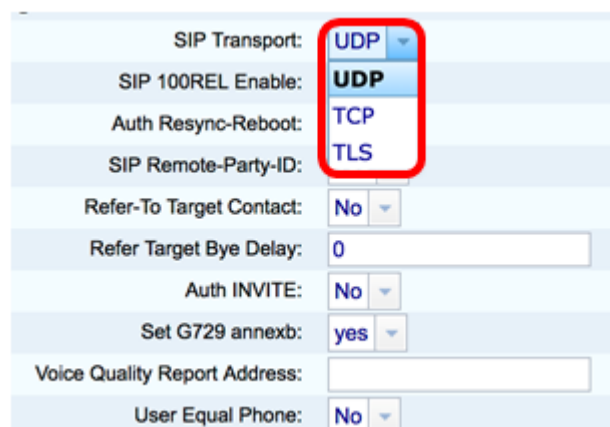 SIP Transport: UDP
SIP 100REL Enable: UDP
Auth Resync-Reboot: TCP
SIP Remote-Party-ID: TLS
Refer-To Target Contact: No
Refer Target Bye Delay: 0
Auth INVITE: No
Set G729 annexb: yes
Voice Quality Report Address:
User Equal Phone: No